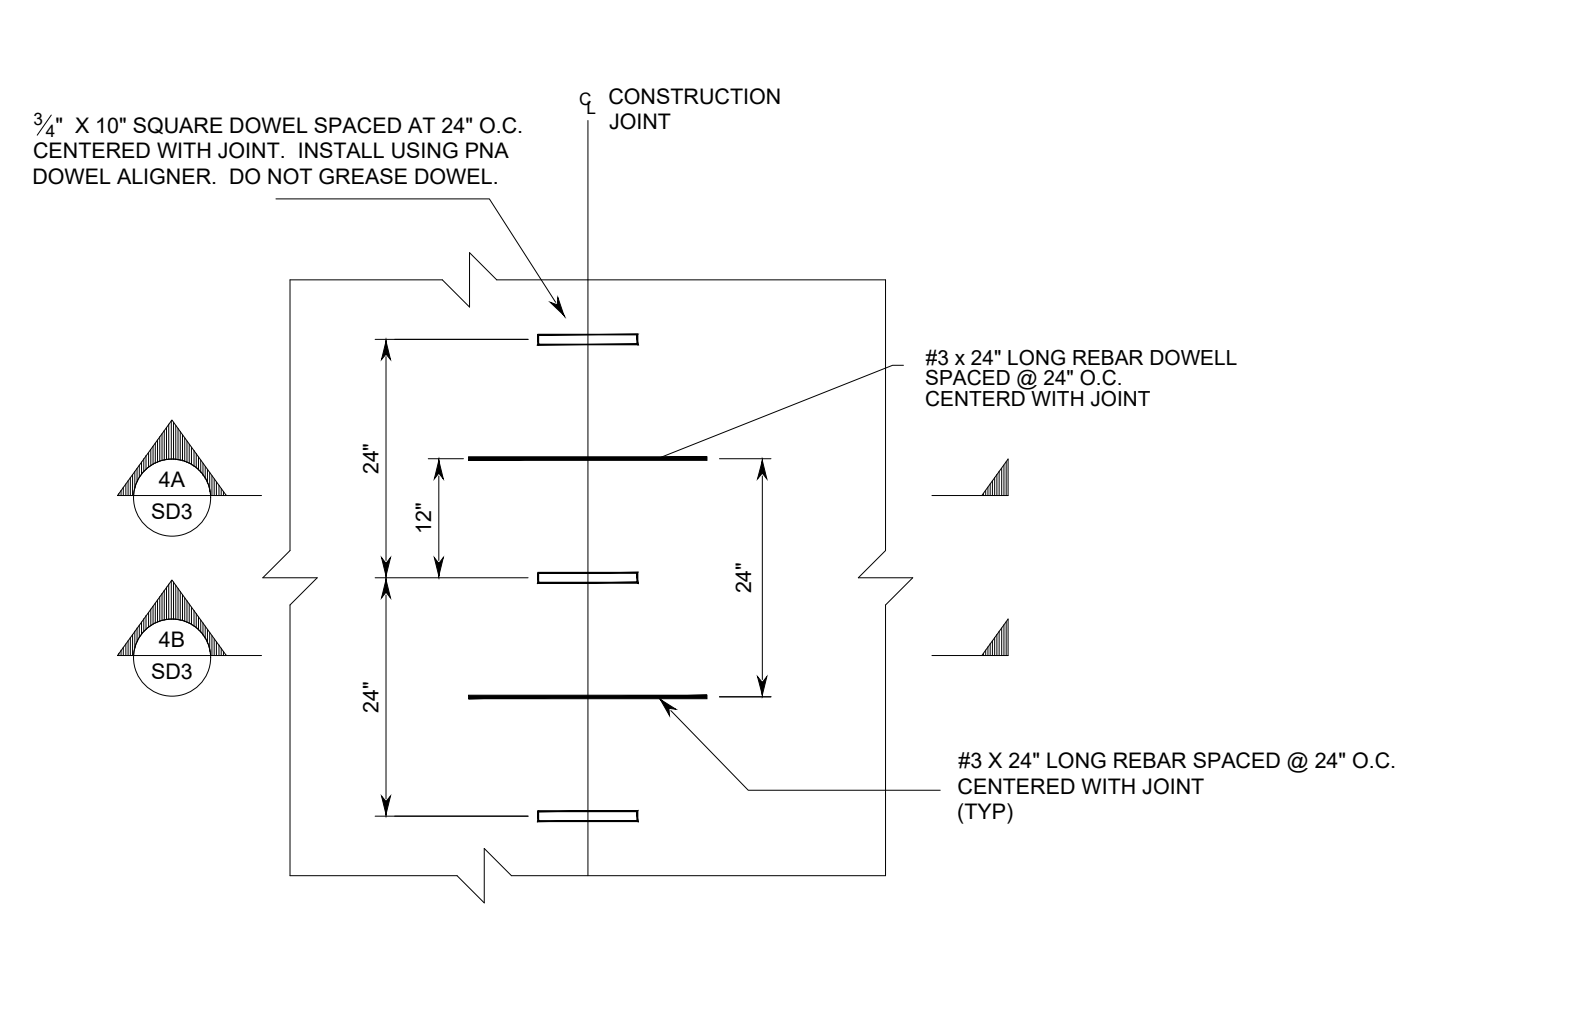 ℄ CONSTRUCTION
JOINT
3/4" X 10" SQUARE DOWEL SPACED AT 24" O.C.
CENTERED WITH JOINT. INSTALL USING PNA
DOWEL ALIGNER. DO NOT GREASE DOWEL.
#3 x 24" LONG REBAR DOWELL
SPACED @ 24" O.C.
CENTERD WITH JOINT
24"
12"
4A
SD3
24"
4B
SD3
24"
#3 X 24" LONG REBAR SPACED @ 24" O.C.
CENTERED WITH JOINT
(TYP)